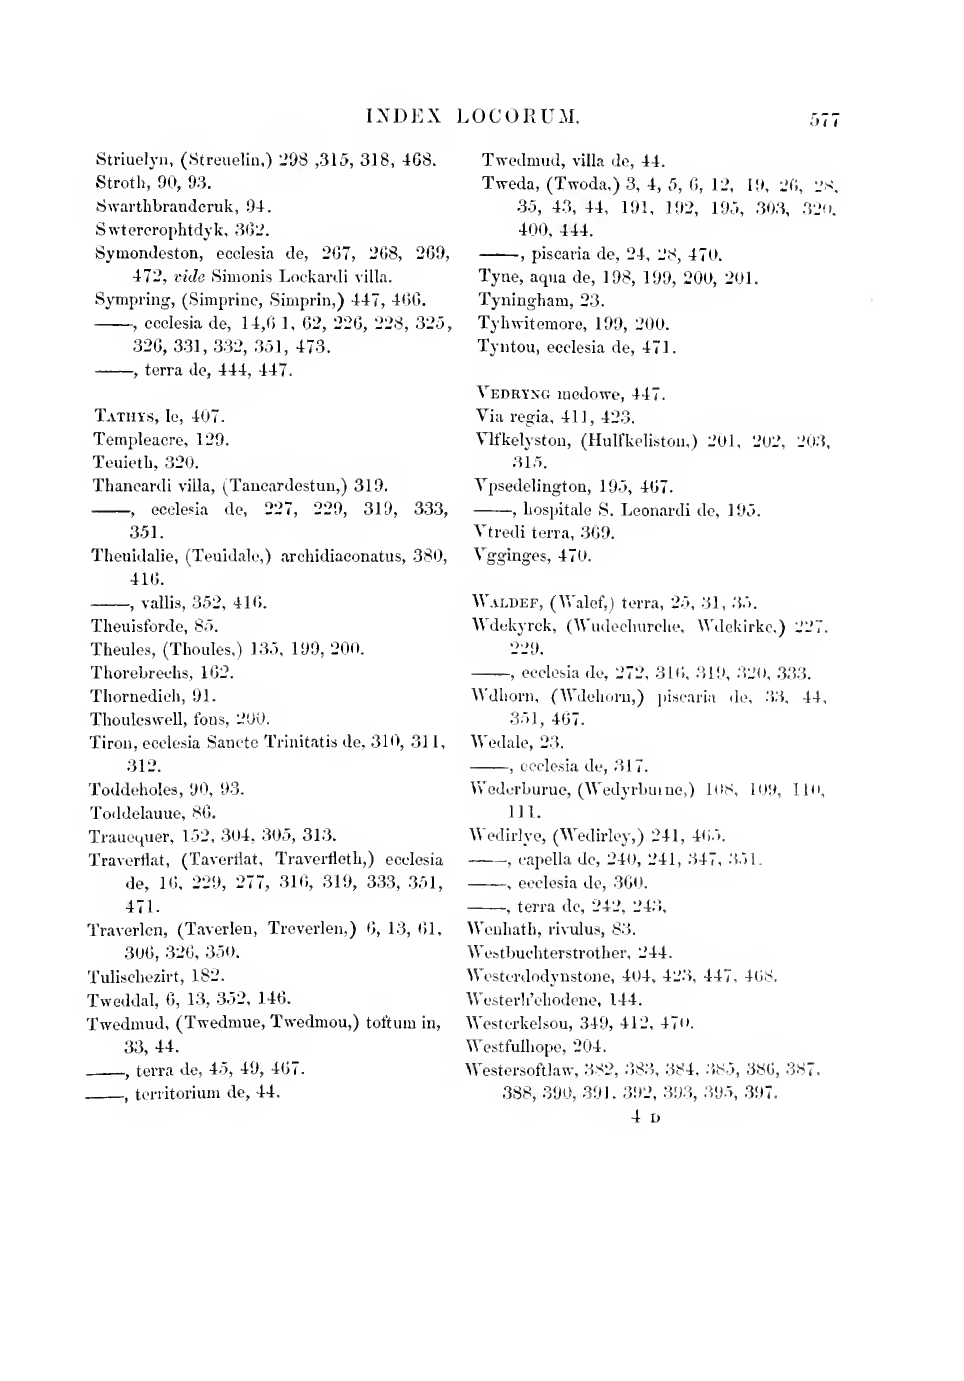 INDEX LOCORUM. 577
Striuelyn, (Streuelin,) 298 ,315, 318, 468.
Stroth, 90, 93.
Swarthbranderuk, 94.
Swtercrophtdyk, 362.
Symondeston, ecclesia de, 267, 268, 269,
472, vide Simonis Lockardi villa.
Sympring, (Simprinc, Simprin,) 447, 466.
——, ecclesia de, 14,6 1, 62, 226, 228, 325,
326, 331, 332, 351, 473.
——, terra de, 444, 447.
Tathys, le, 407.
Templeacre, 129.
Teuieth, 320.
Thancardi villa, (Tancardestun,) 319.
——, ecclesia de, 227, 229, 319, 333,
351.
Theuidalie, (Teuidale,) archidiaconatus, 380,
416.
——, vallis, 352, 416.
Theuisforde, 85.
Theules, (Thoules,) 135, 199, 200.
Thorebrechs, 162.
Thornedich, 91.
Thouleswell, fons, 200.
Tiron, ecclesia Sancte Trinitatis de, 310, 311,
312.
Toddeholes, 90, 93.
Toddelauue, 86.
Trauequer, 152, 304, 305, 313.
Traverflat, (Taverflat, Traverfleth,) ecclesia
de, 16, 229, 277, 316, 319, 333, 351,
471.
Traverlen, (Taverlen, Treverlen,) 6, 13, 61,
306, 326, 350.
Tulischezirt, 182.
Tweddal, 6, 13, 352, 146.
Twedmud, (Twedmue, Twedmou,) toftum in,
33, 44.
——, terra de, 45, 49, 467.
——, territorium de, 44.
Twedmud, villa de, 44.
Tweda, (Twoda,) 3, 4, 5, 6, 12, 19, 26, 28,
35, 43, 44, 191, 192, 195, 303, 320,
400, 444.
——, piscaria de, 24, 28, 470.
Tyne, aqua de, 198, 199, 200, 201.
Tyningham, 23.
Tyhwitemore, 199, 200.
Tyntou, ecclesia de, 471.
Vedryng medowe, 447.
Via regia, 411, 423.
Vlfkelyston, (Hulfkeliston,) 201, 202, 203,
315.
Vpsedelington, 195, 467.
——, hospitale S. Leonardi de, 195.
Vtredi terra, 369.
Vgginges, 470.
Waldef, (Walef,) terra, 25, 31, 35.
Wdekyrck, (Wudechurche, Wdekirke,) 227,
229.
——, ecclesia de, 272, 316, 319, 320, 333.
Wdhorn, (Wdehorn,) piscaria de, 33, 44,
351, 467.
Wedale, 23.
——, ecclesia de, 317.
Wederburue, (Wedyrburne,) 108, 109, 110,
111.
Wedirlye, (Wedirley,) 241, 465.
——, capella de, 240, 241, 347, 351.
——, ecclesia de, 360.
——, terra de, 242, 243,
Wenhath, rivulus, 83.
Westbuchterstrother, 244.
Westerdodynstone, 404, 423, 447, 468.
Westerh'ehodene, 144.
Westerkelsou, 349, 412, 470.
Westfulhope, 204.
Westersoftlaw, 382, 383, 384, 385, 386, 387,
388, 390, 391. 392, 393, 395, 397.
4 D